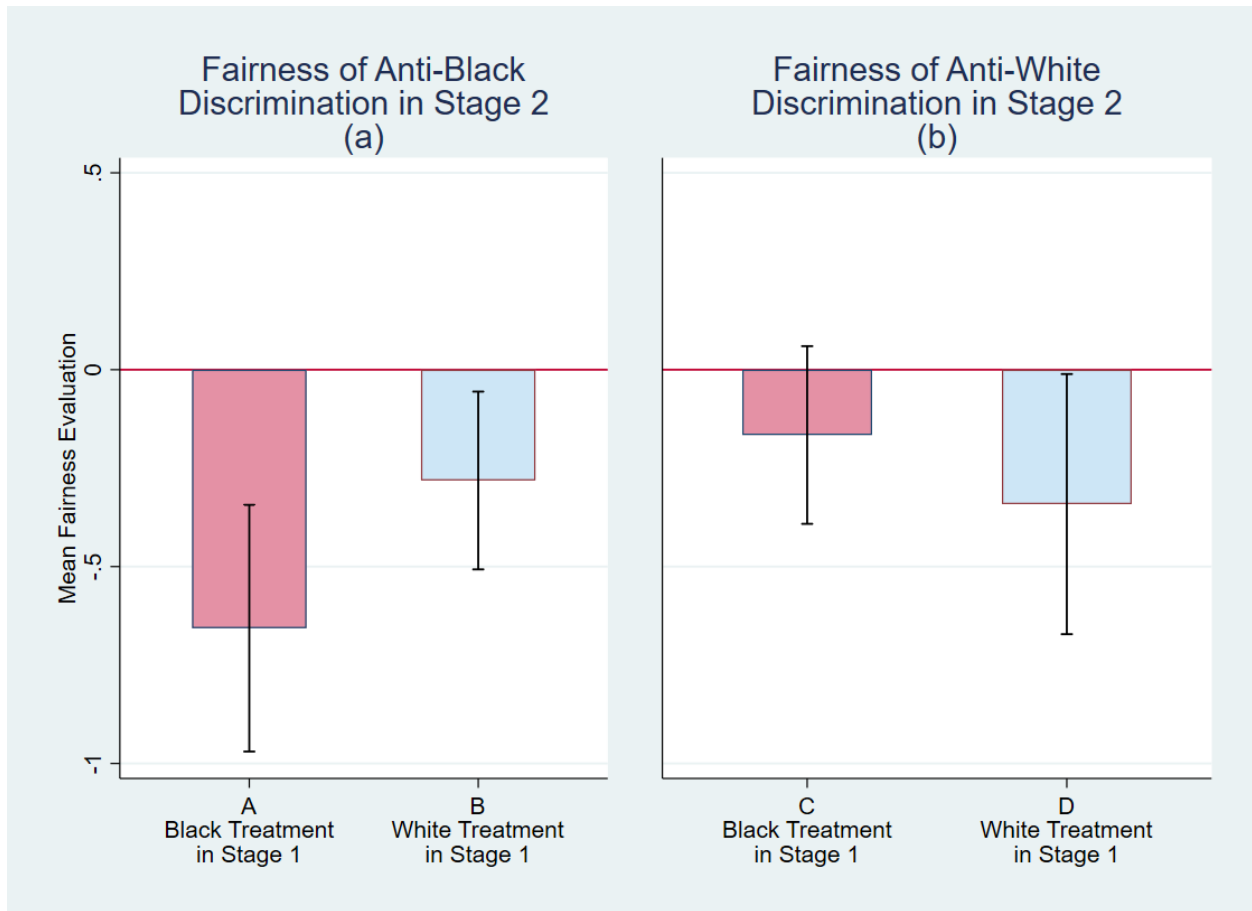 Fairness of Anti-Black
Discrimination in Stage 2
(a)
Fairness of Anti-White
Discrimination in Stage 2
(b)
Mean Fairness Evaluation
.5
0
-.5
-1
A
Black Treatment
in Stage 1
B
White Treatment
in Stage 1
C
Black Treatment
in Stage 1
D
White Treatment
in Stage 1